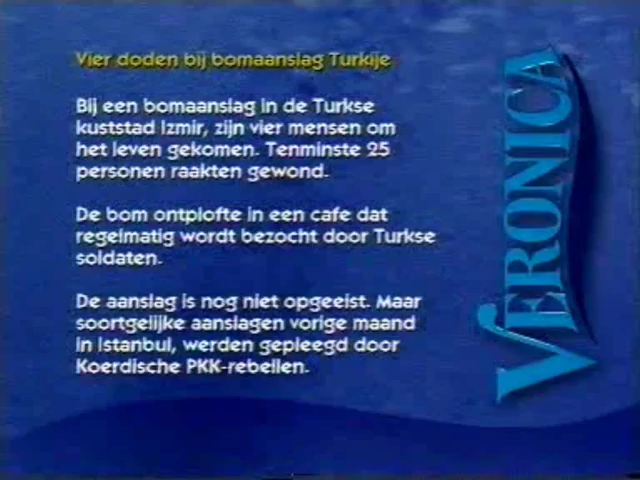 Vier doden bij bomaanslag Turkije
Bij een bomaanslag in de Turkse
kuststad Izmir, zijn vier mensen om
het leven gekomen. Tenminste 25
personen raakten gewond.
De bom ontplofte in een cafe dat
regelmatig wordt bezocht door Turkse
soldaten.
De aanslag is nog niet opgeeist. Maar
soortgelijke aanslagen vorige maand
in Istanbul, werden gepleegd door
Koerdische PKK-rebellen.
VERONICA